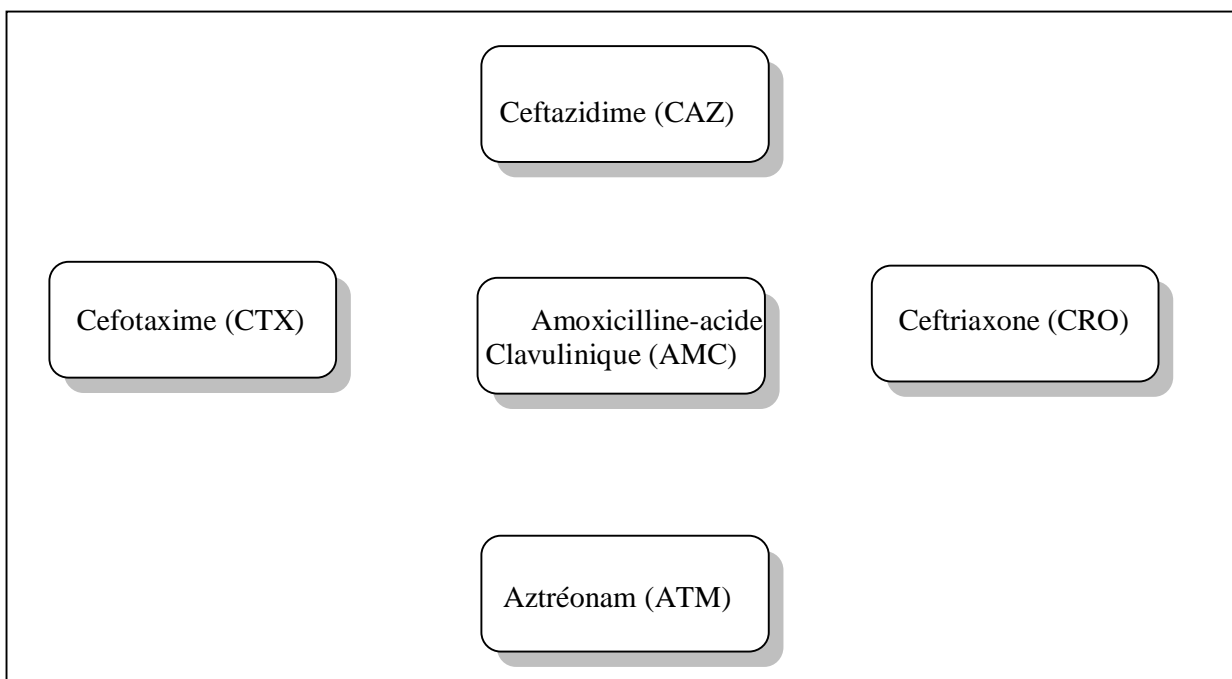 Ceftazidime (CAZ)
Cefotaxime (CTX)
Amoxicilline-acide
Clavulinique (AMC)
Ceftriaxone (CRO)
Aztréonam (ATM)